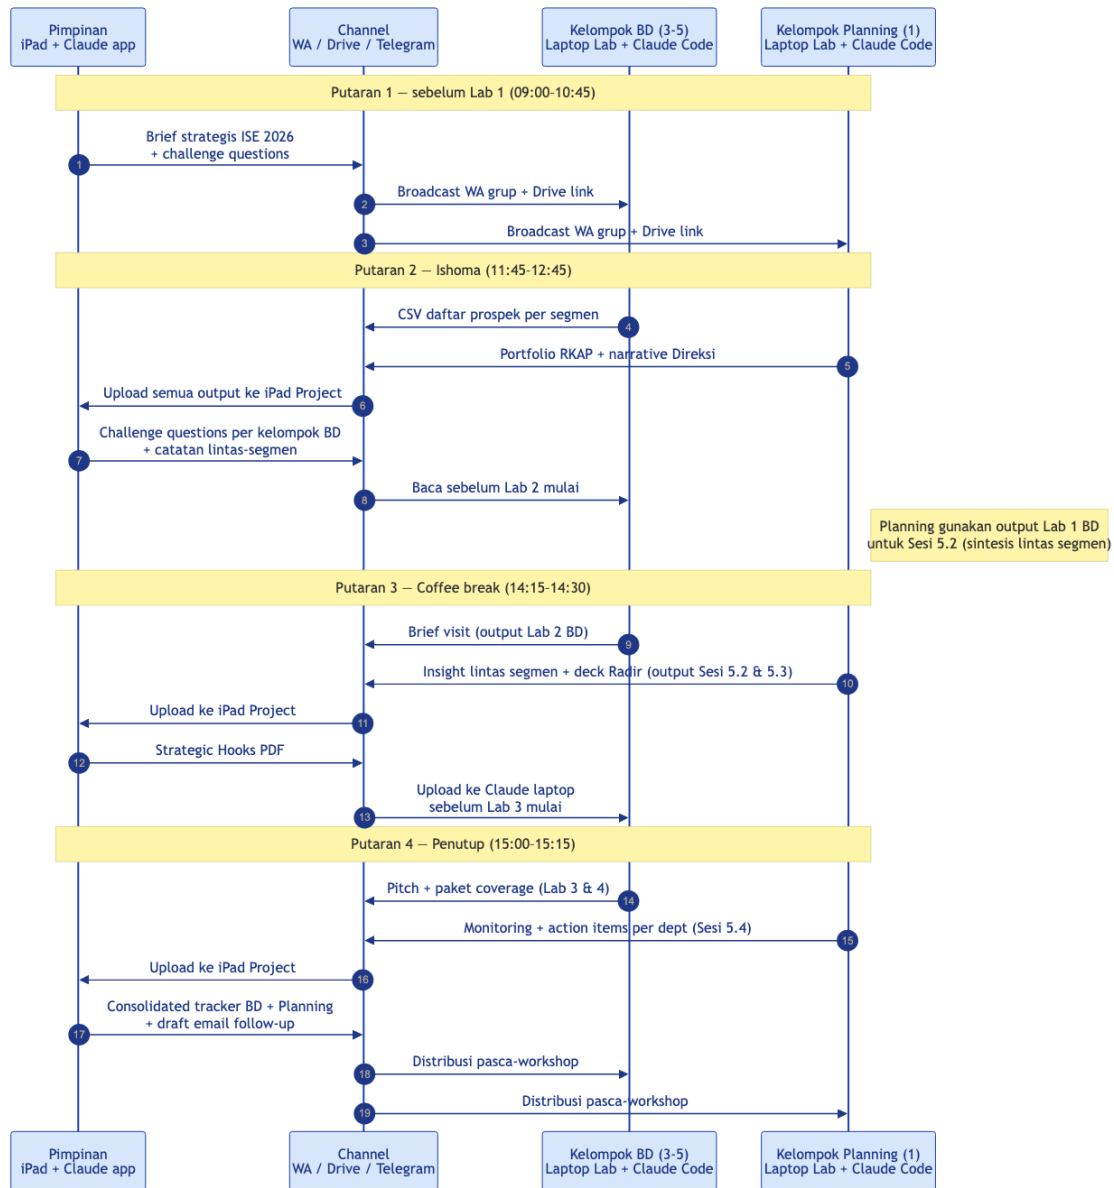 Pimpinan
iPad + Claude app
Channel
WA / Drive / Telegram
Kelompok BD (3-5)
Laptop Lab + Claude Code
Kelompok Planning (1)
Laptop Lab + Claude Code
Putaran 1 — sebelum Lab 1 (09:00-10:45)
Brief strategis ISE 2026
+ challenge questions
1
Broadcast WA grup + Drive link
2
Broadcast WA grup + Drive link
3
Putaran 2 — Ishoma (11:45-12:45)
CSV daftar prospek per segmen
4
Portfolio RKAP + narrative Direksi
5
Upload semua output ke iPad Project
6
Challenge questions per kelompok BD
+ catatan lintas-segmen
7
Baca sebelum Lab 2 mulai
8
Planning gunakan output Lab 1 BD
untuk Sesi 5.2 (sintesis lintas segmen)
Putaran 3 — Coffee break (14:15-14:30)
Brief visit (output Lab 2 BD)
9
Insight lintas segmen + deck Radir (output Sesi 5.2 & 5.3)
10
Upload ke iPad Project
11
Strategic Hooks PDF
12
Upload ke Claude laptop
sebelum Lab 3 mulai
13
Putaran 4 — Penutup (15:00-15:15)
Pitch + paket coverage (Lab 3 & 4)
14
Monitoring + action items per dept (Sesi 5.4)
15
Upload ke iPad Project
16
Consolidated tracker BD + Planning
+ draft email follow-up
17
Distribusi pasca-workshop
18
Distribusi pasca-workshop
19
Pimpinan
iPad + Claude app
Channel
WA / Drive / Telegram
Kelompok BD (3-5)
Laptop Lab + Claude Code
Kelompok Planning (1)
Laptop Lab + Claude Code